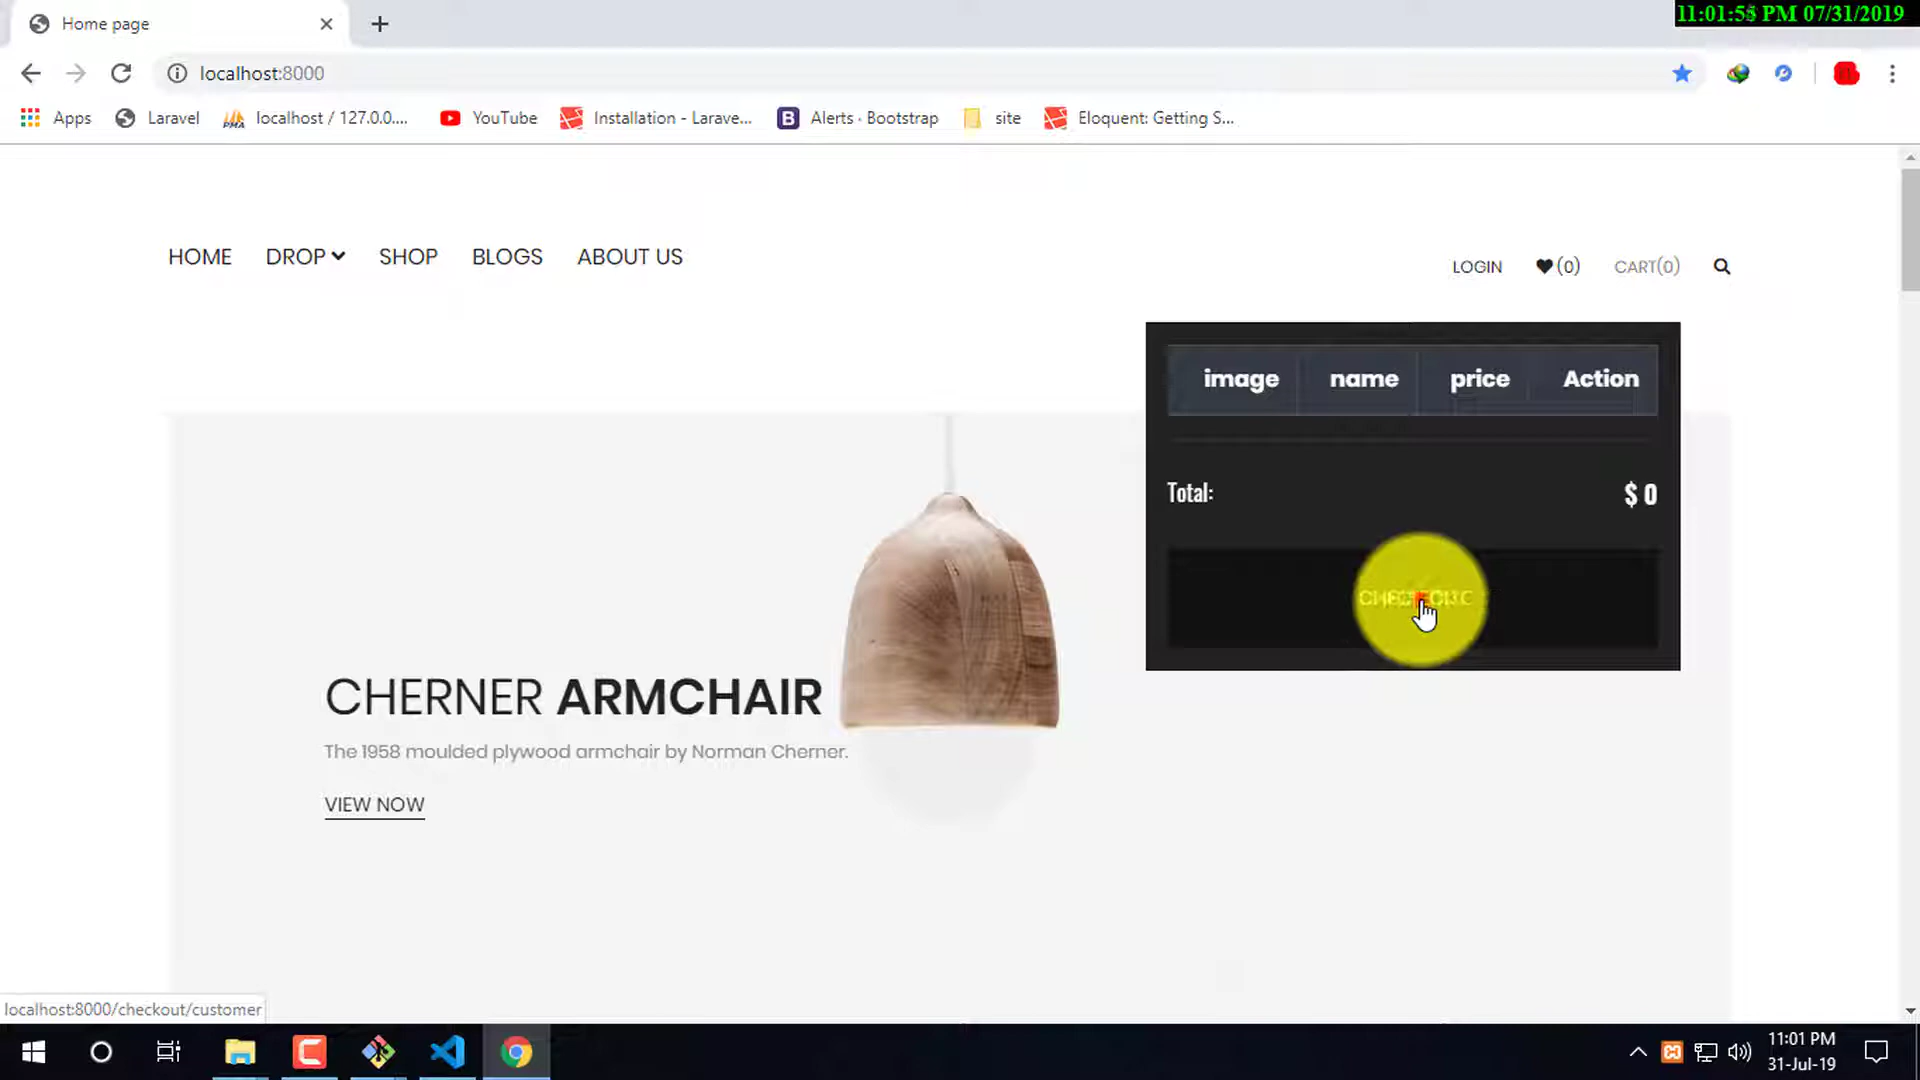 Home page
11:01:55 PM 07/31/2019
localhost:8000
Apps
Laravel
localhost / 127.0.0....
YouTube
Installation - Larave...
Alerts · Bootstrap
site
Eloquent: Getting S...
HOME
DROP
SHOP
BLOGS
ABOUT US
LOGIN
(0)
CART(0)
image
name
price
Action
Total:
$ 0
CHERNER ARMCHAIR
The 1958 moulded plywood armchair by Norman Cherner.
VIEW NOW
localhost:8000/checkout/customer
11:01 PM
31-Jul-19